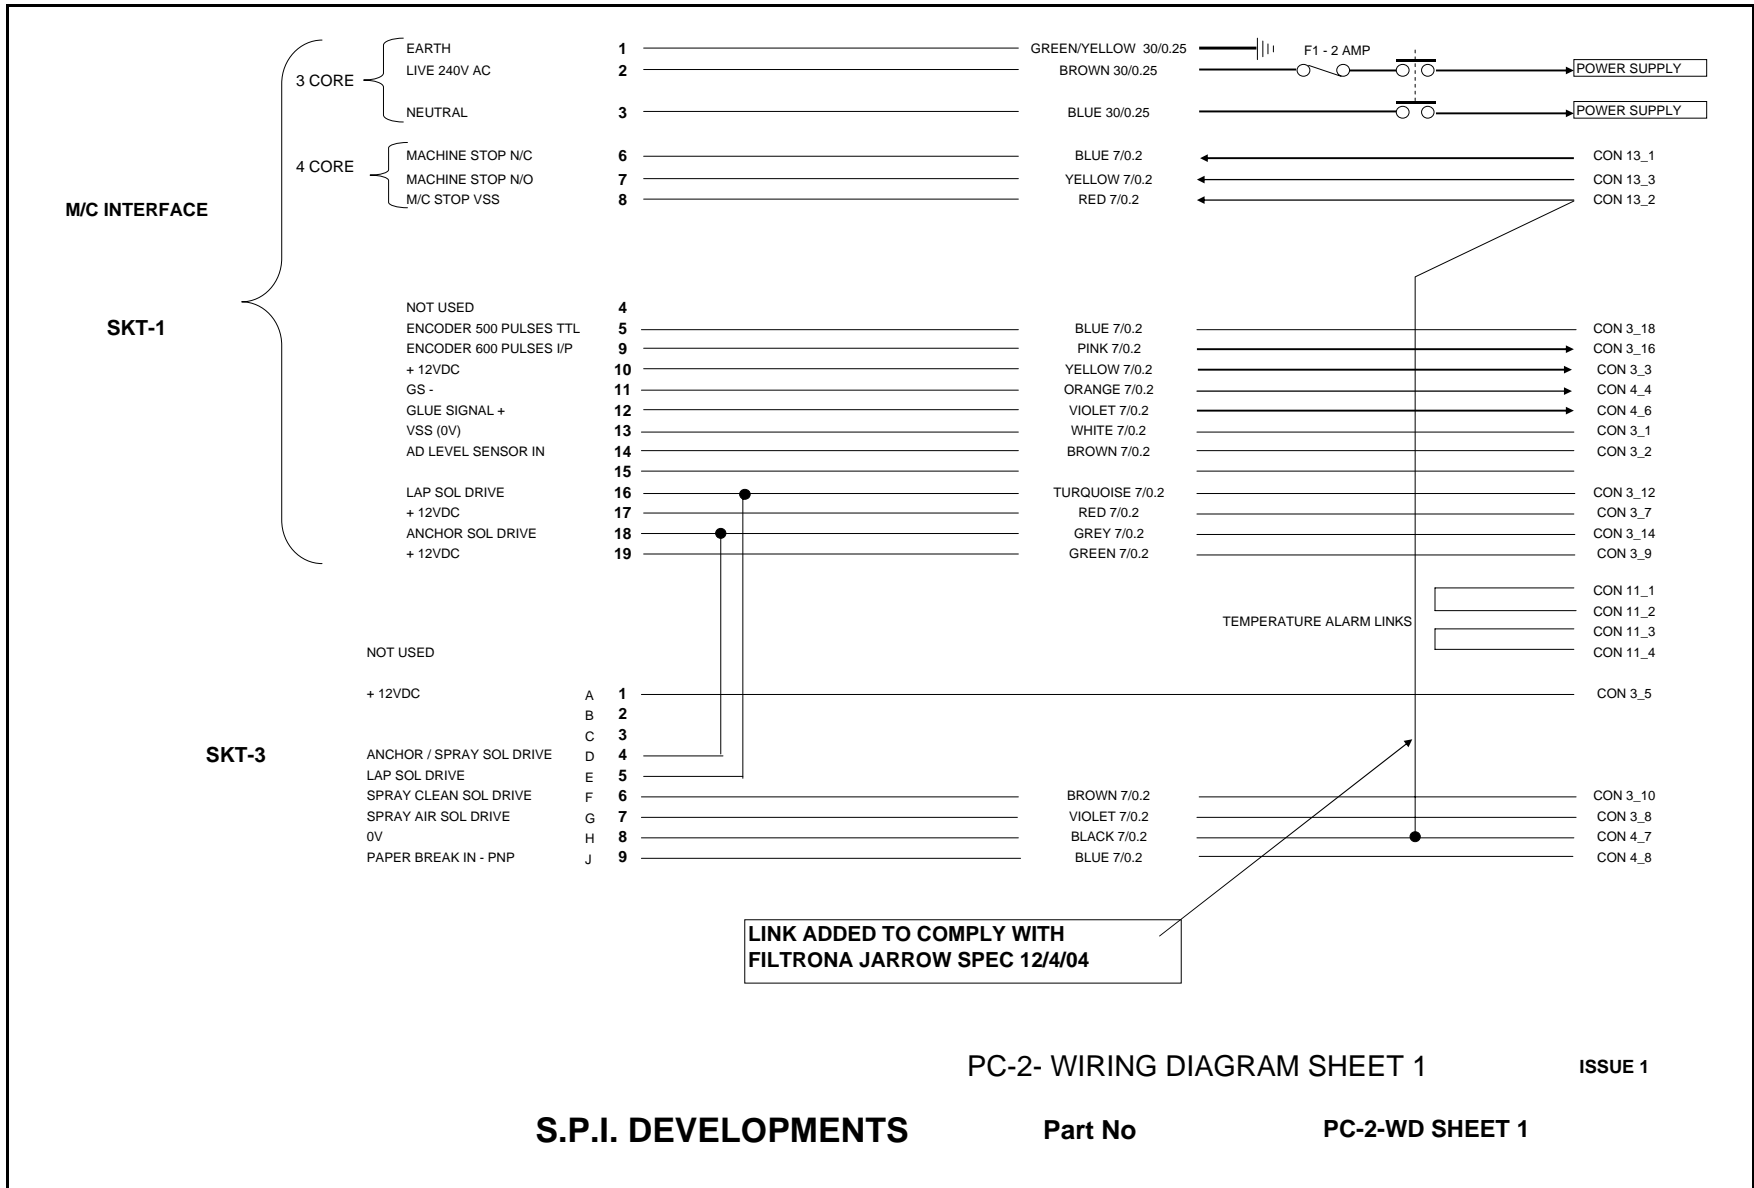 EARTH 1 GREEN/YELLOW 30/0.25 F1 - 2 AMP
3 CORE LIVE 240V AC 2 BROWN 30/0.25 POWER SUPPLY
NEUTRAL 3 BLUE 30/0.25 POWER SUPPLY
4 CORE MACHINE STOP N/C 6 BLUE 7/0.2 CON 13_1
MACHINE STOP N/O 7 YELLOW 7/0.2 CON 13_3
M/C STOP VSS 8 RED 7/0.2 CON 13_2
M/C INTERFACE
NOT USED 4
SKT-1 ENCODER 500 PULSES TTL 5 BLUE 7/0.2 CON 3_18
ENCODER 600 PULSES I/P 9 PINK 7/0.2 CON 3_16
+ 12VDC 10 YELLOW 7/0.2 CON 3_3
GS - 11 ORANGE 7/0.2 CON 4_4
GLUE SIGNAL + 12 VIOLET 7/0.2 CON 4_6
VSS (0V) 13 WHITE 7/0.2 CON 3_1
AD LEVEL SENSOR IN 14 BROWN 7/0.2 CON 3_2
15
LAP SOL DRIVE 16 TURQUOISE 7/0.2 CON 3_12
+ 12VDC 17 RED 7/0.2 CON 3_7
ANCHOR SOL DRIVE 18 GREY 7/0.2 CON 3_14
+ 12VDC 19 GREEN 7/0.2 CON 3_9
CON 11_1
CON 11_2
TEMPERATURE ALARM LINKS
CON 11_3
NOT USED CON 11_4
+ 12VDC A 1 CON 3_5
B 2
C 3
SKT-3 ANCHOR / SPRAY SOL DRIVE D 4
LAP SOL DRIVE E 5
SPRAY CLEAN SOL DRIVE F 6 BROWN 7/0.2 CON 3_10
SPRAY AIR SOL DRIVE G 7 VIOLET 7/0.2 CON 3_8
0V H 8 BLACK 7/0.2 CON 4_7
PAPER BREAK IN - PNP J 9 BLUE 7/0.2 CON 4_8
LINK ADDED TO COMPLY WITH
FILTRONA JARROW SPEC 12/4/04
PC-2- WIRING DIAGRAM SHEET 1 ISSUE 1
S.P.I. DEVELOPMENTS Part No PC-2-WD SHEET 1